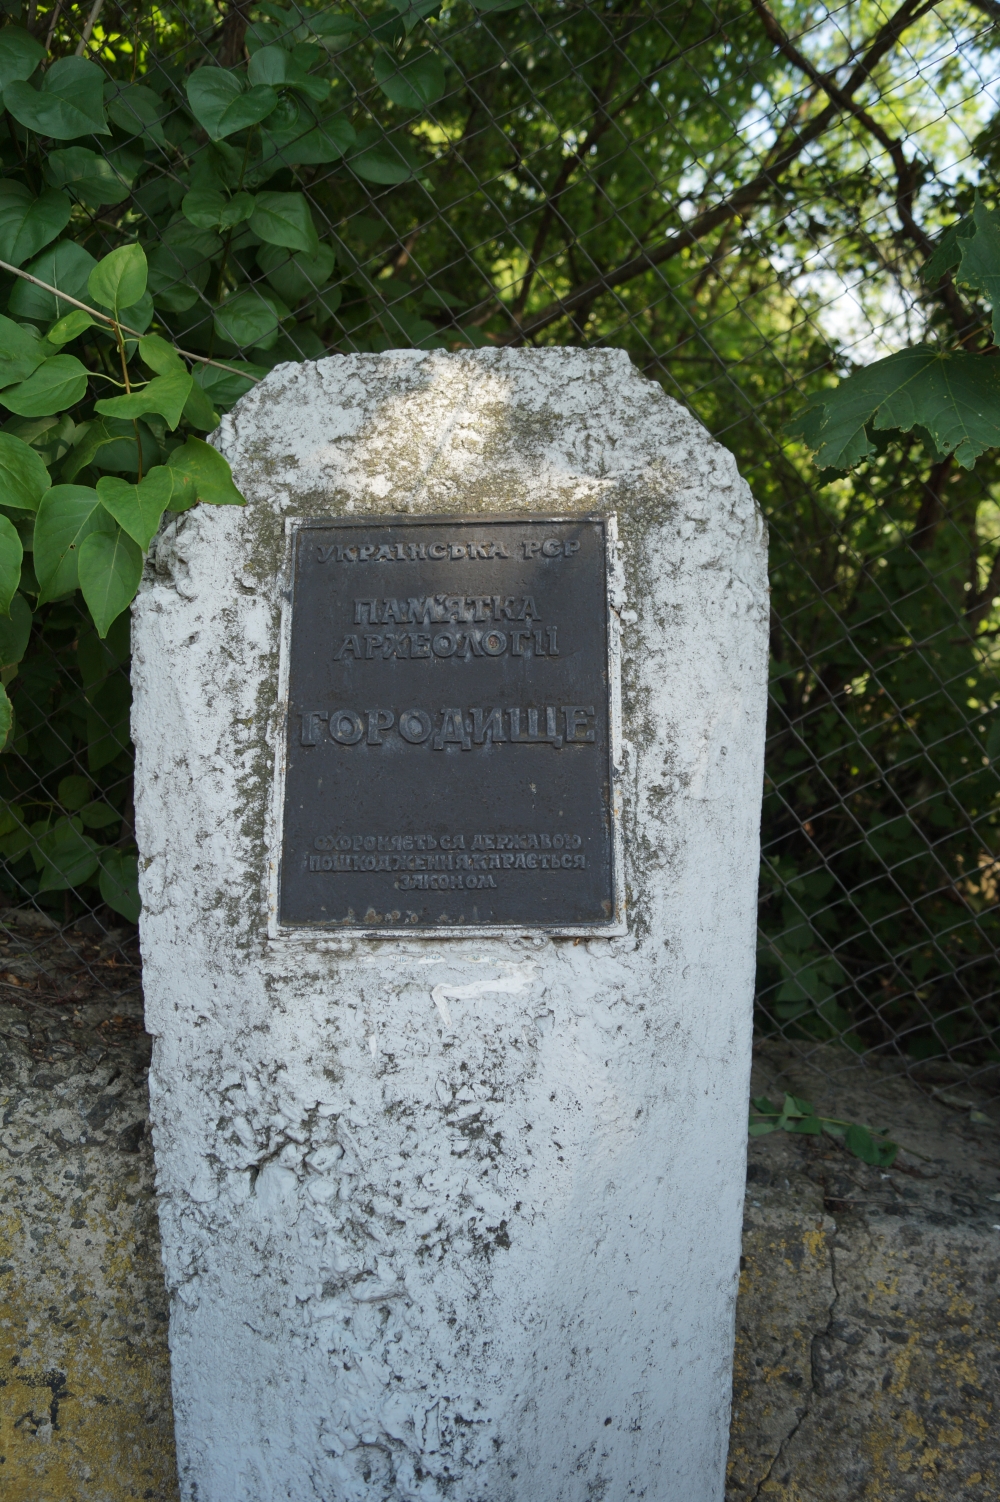 УКРАЇНСЬКА РСР
ПАМ'ЯТКА
АРХЕОЛОГІЇ
ГОРОДИЩЕ
ОХОРОНЯЄТЬСЯ ДЕРЖАВОЮ
ПОШКОДЖЕННЯ КАРАЄТЬСЯ
ЗАКОНОМ